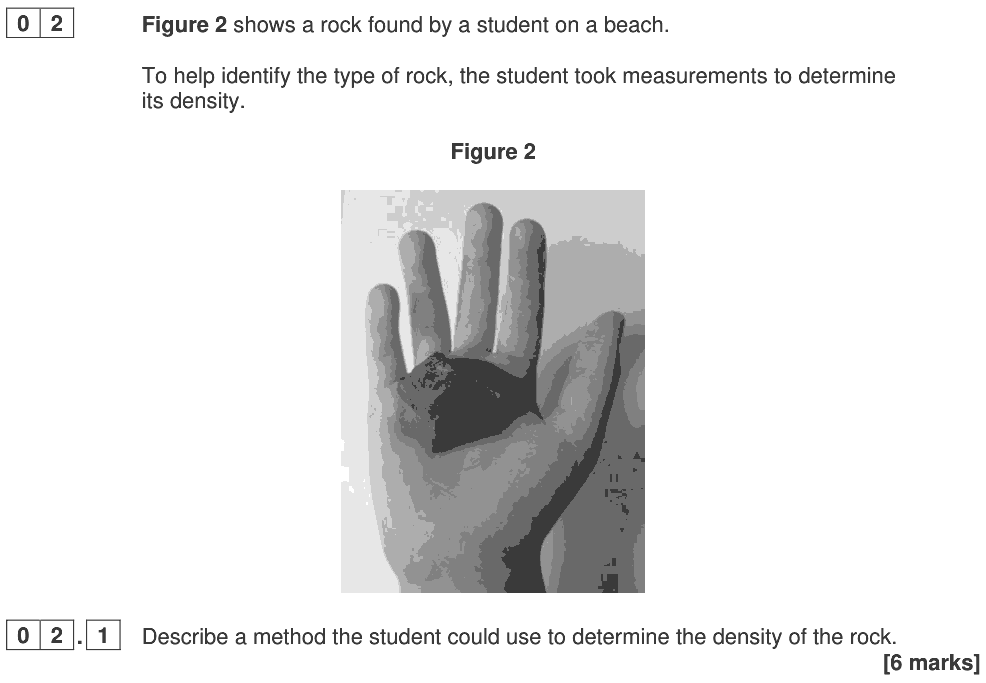 0 2 Figure 2 shows a rock found by a student on a beach.
To help identify the type of rock, the student took measurements to determine
its density.
Figure 2
0 2 . 1 Describe a method the student could use to determine the density of the rock.
[6 marks]